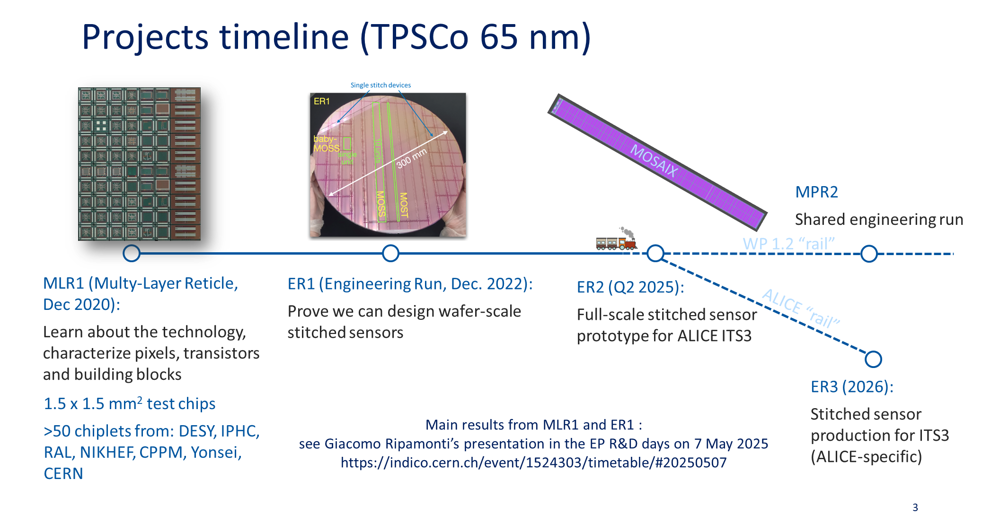 Projects timeline (TPSCo 65 nm)
Single stitch devices
ER1
baby-
MOSS
single
unit
10 units
300 mm
MOSS
MOST
MOSAIX
MPR2
Shared engineering run
WP 1.2 “rail”
ALICE “rail”
MLR1 (Multy-Layer Reticle,
Dec 2020):
Learn about the technology,
characterize pixels, transistors
and building blocks
1.5 x 1.5 mm² test chips
>50 chiplets from: DESY, IPHC,
RAL, NIKHEF, CPPM, Yonsei,
CERN
ER1 (Engineering Run, Dec. 2022):
Prove we can design wafer-scale
stitched sensors
ER2 (Q2 2025):
Full-scale stitched sensor
prototype for ALICE ITS3
ER3 (2026):
Stitched sensor
production for ITS3
(ALICE-specific)
Main results from MLR1 and ER1 :
see Giacomo Ripamonti’s presentation in the EP R&D days on 7 May 2025
https://indico.cern.ch/event/1524303/timetable/#20250507
3